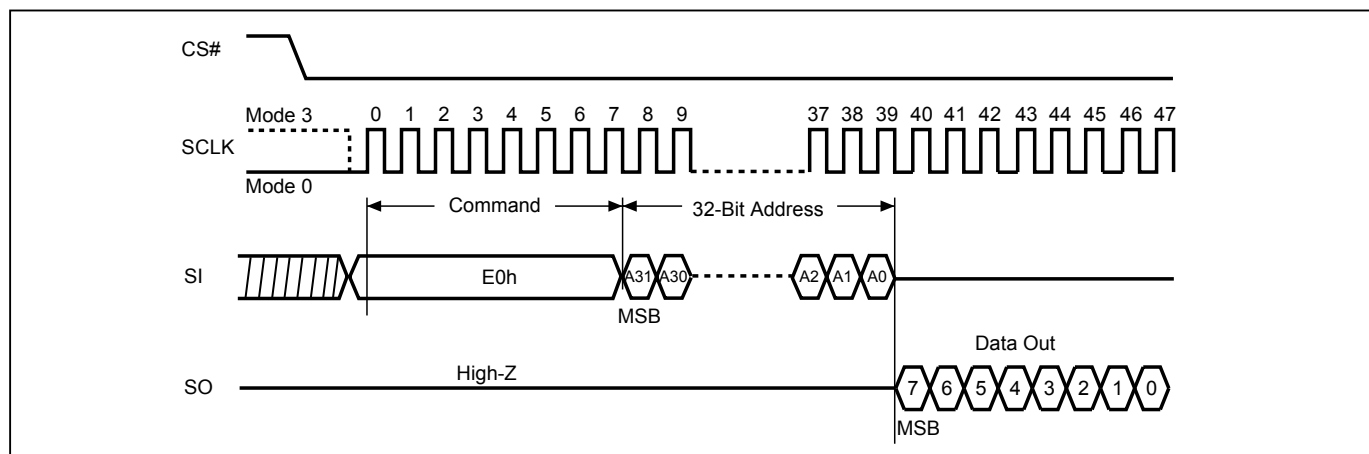 CS#
Mode 3
0 1 2 3 4 5 6 7 8 9 37 38 39 40 41 42 43 44 45 46 47
SCLK
Mode 0
Command
32-Bit Address
SI
E0h
A31 A30 A2 A1 A0
MSB
Data Out
High-Z
SO
7 6 5 4 3 2 1 0
MSB